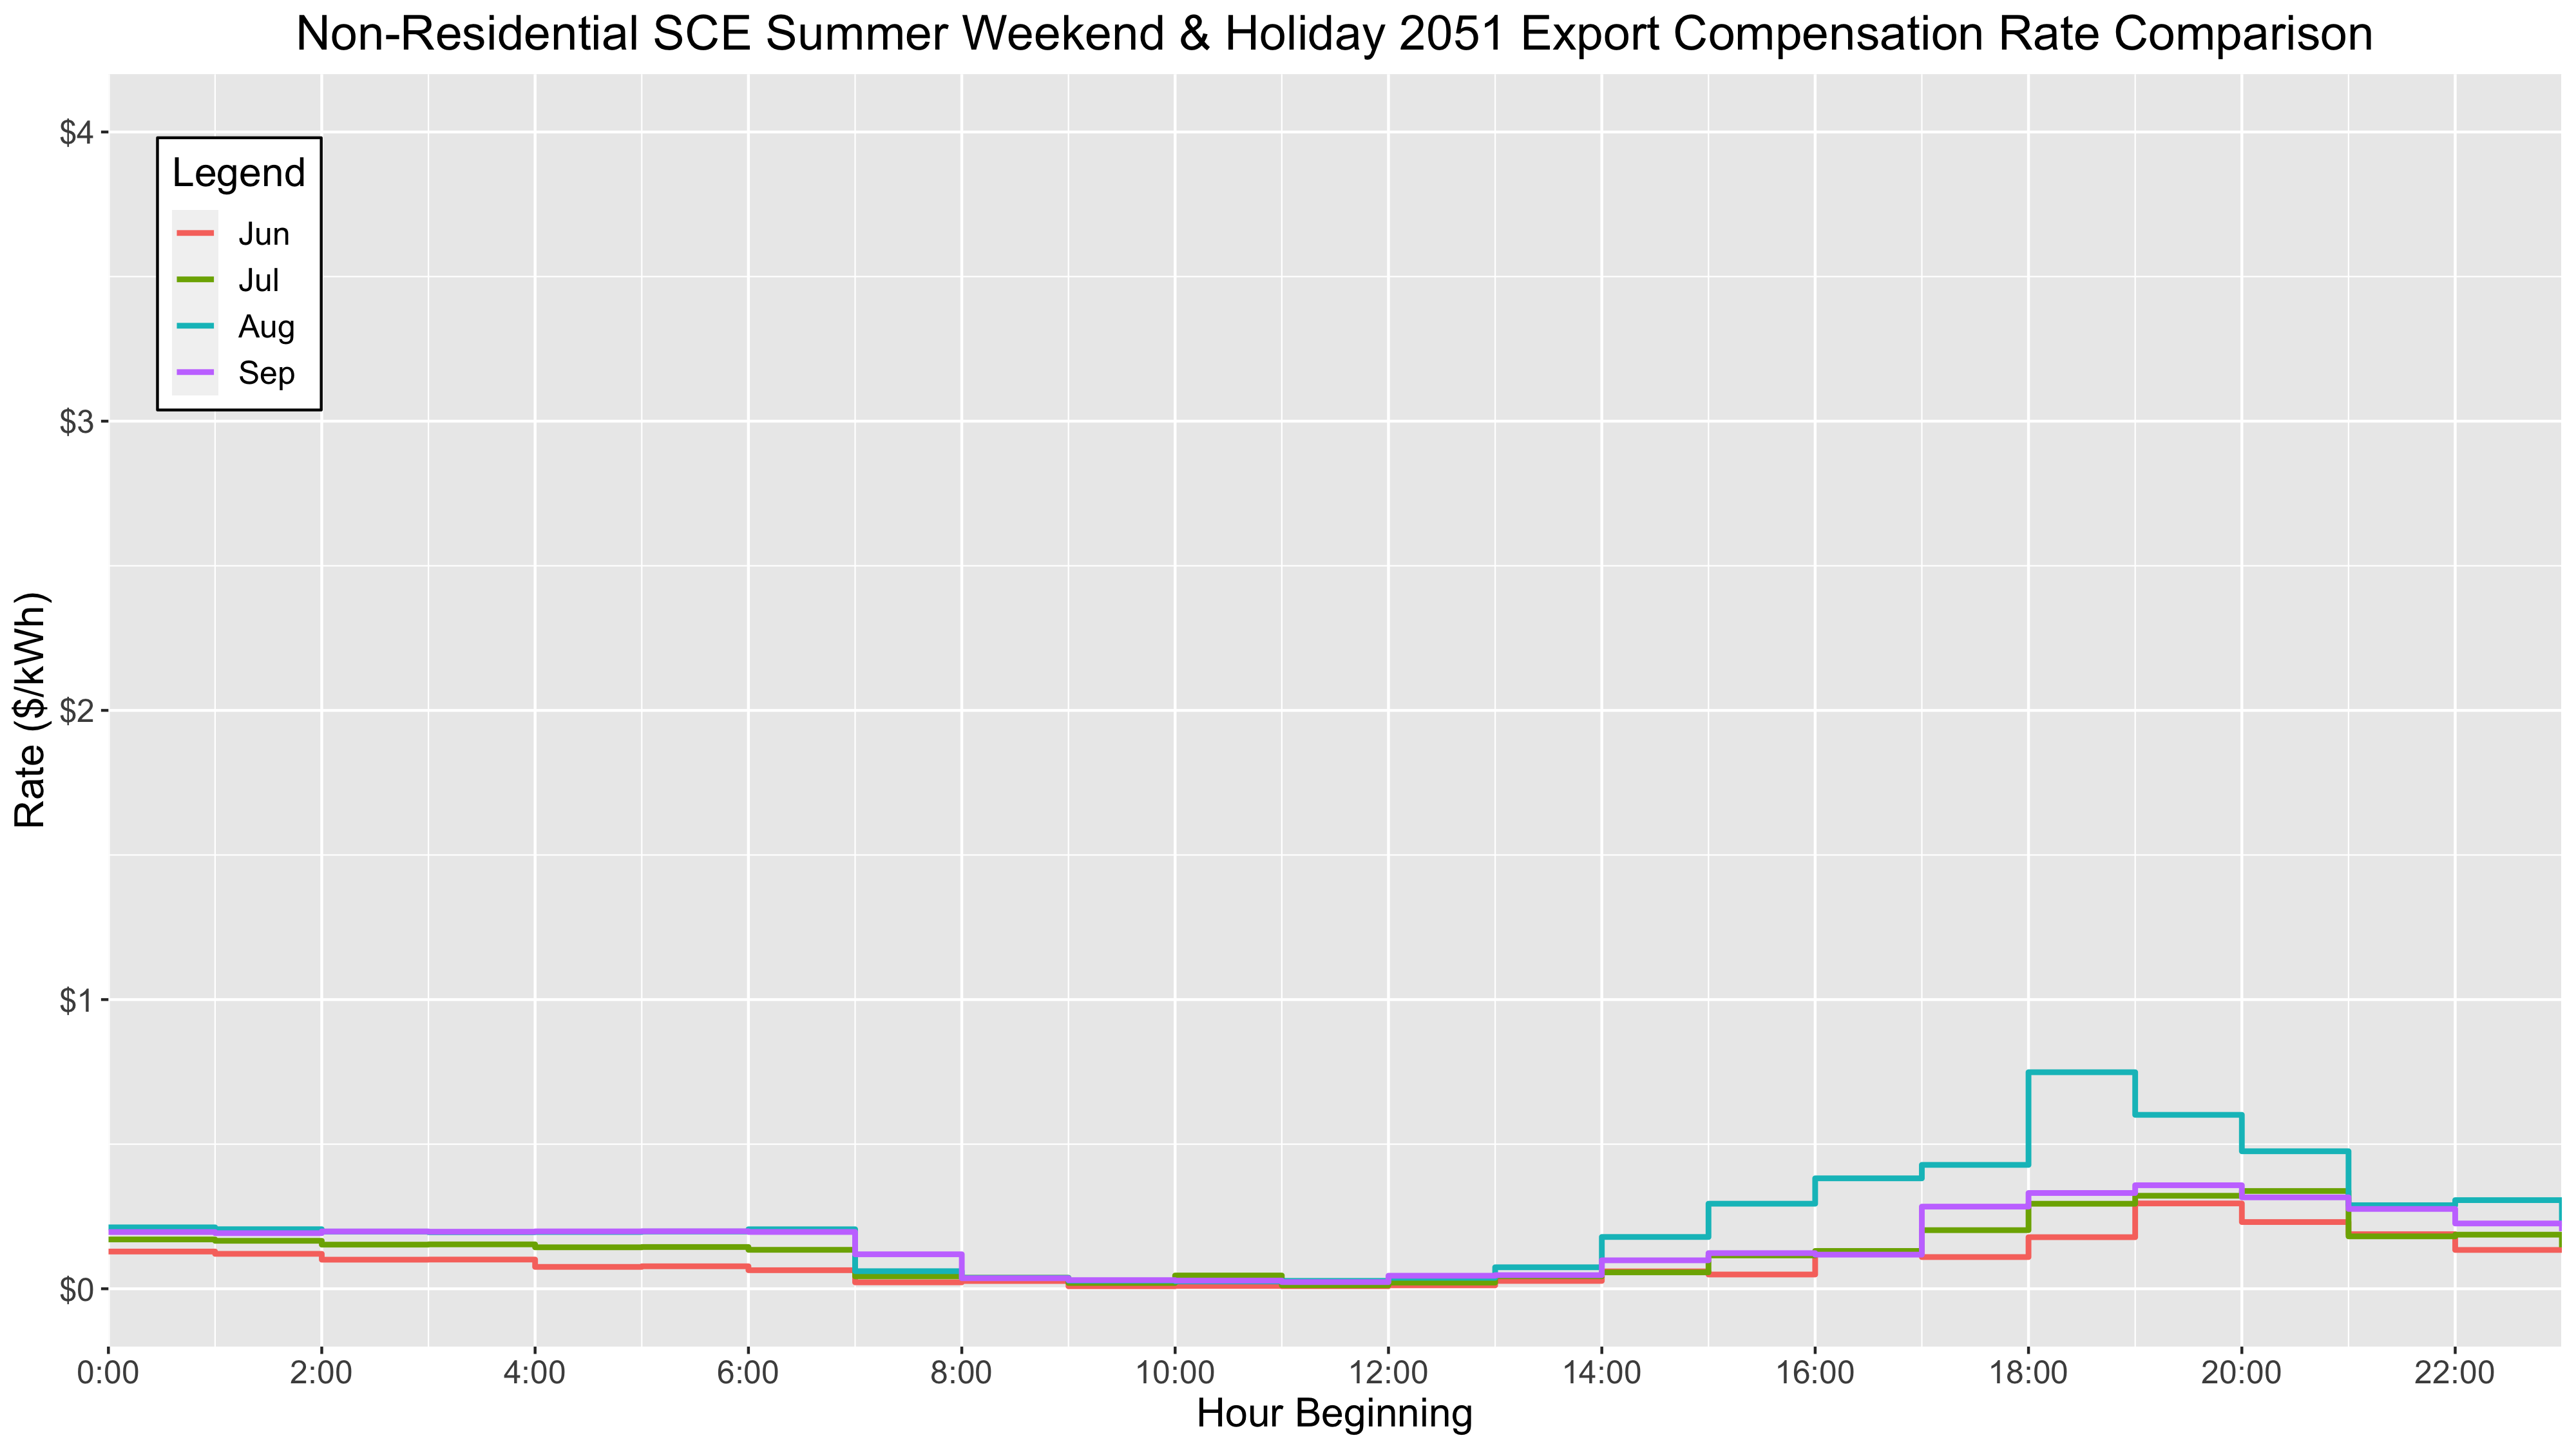 Non-Residential SCE Summer Weekend & Holiday 2051 Export Compensation Rate Comparison
Legend
Jun
Jul
Aug
Sep
Rate ($/kWh)
$4
$3
$2
$1
$0
0:00 2:00 4:00 6:00 8:00 10:00 12:00 14:00 16:00 18:00 20:00 22:00
Hour Beginning